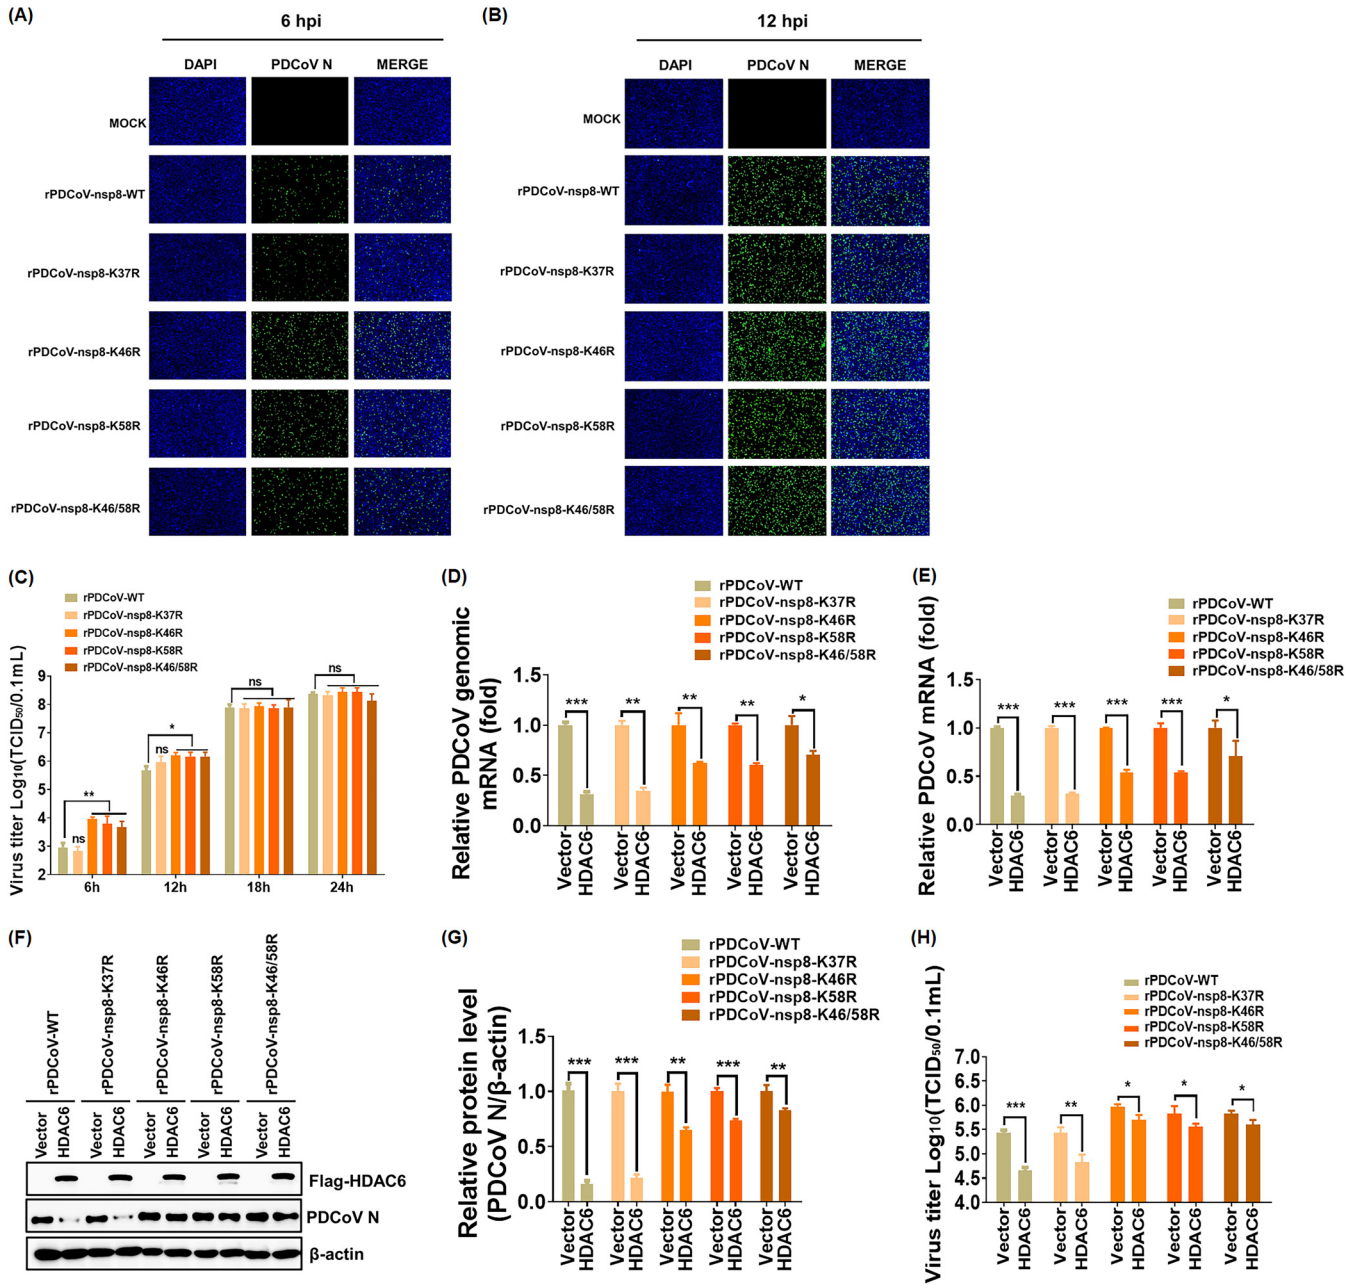 (A)
6 hpi
DAPI PDCoV N MERGE
MOCK
rPDCoV-nsp8-WT
rPDCoV-nsp8-K37R
rPDCoV-nsp8-K46R
rPDCoV-nsp8-K58R
rPDCoV-nsp8-K46/58R
(B)
12 hpi
DAPI PDCoV N MERGE
MOCK
rPDCoV-nsp8-WT
rPDCoV-nsp8-K37R
rPDCoV-nsp8-K46R
rPDCoV-nsp8-K58R
rPDCoV-nsp8-K46/58R
(C)
rPDCoV-WT
rPDCoV-nsp8-K37R
rPDCoV-nsp8-K46R
rPDCoV-nsp8-K58R
rPDCoV-nsp8-K46/58R
Virus titer Log₁₀(TCID₅₀/0.1mL)
9
8
7
6
5
4
3
2
** ns
* ns
ns
ns
6h 12h 18h 24h
(D)
rPDCoV-WT
rPDCoV-nsp8-K37R
rPDCoV-nsp8-K46R
rPDCoV-nsp8-K58R
rPDCoV-nsp8-K46/58R
Relative PDCoV genomic
mRNA (fold)
1.5
1.0
0.5
0.0
*** ** ** ** *
Vector HDAC6 Vector HDAC6 Vector HDAC6 Vector HDAC6 Vector HDAC6
(E)
rPDCoV-WT
rPDCoV-nsp8-K37R
rPDCoV-nsp8-K46R
rPDCoV-nsp8-K58R
rPDCoV-nsp8-K46/58R
Relative PDCoV mRNA (fold)
1.5
1.0
0.5
0.0
*** *** *** *** *
Vector HDAC6 Vector HDAC6 Vector HDAC6 Vector HDAC6 Vector HDAC6
(F)
rPDCoV-WT
rPDCoV-nsp8-K37R
rPDCoV-nsp8-K46R
rPDCoV-nsp8-K58R
rPDCoV-nsp8-K46/58R
Vector HDAC6 Vector HDAC6 Vector HDAC6 Vector HDAC6 Vector HDAC6
Flag-HDAC6
PDCoV N
β-actin
(G)
rPDCoV-WT
rPDCoV-nsp8-K37R
rPDCoV-nsp8-K46R
rPDCoV-nsp8-K58R
rPDCoV-nsp8-K46/58R
Relative protein level
(PDCoV N/β-actin)
1.5
1.0
0.5
0.0
*** *** ** *** **
Vector HDAC6 Vector HDAC6 Vector HDAC6 Vector HDAC6 Vector HDAC6
(H)
rPDCoV-WT
rPDCoV-nsp8-K37R
rPDCoV-nsp8-K46R
rPDCoV-nsp8-K58R
rPDCoV-nsp8-K46/58R
Virus titer Log₁₀(TCID₅₀/0.1mL)
7.0
6.0
5.5
5.0
4.5
4.0
*** ** * * *
Vector HDAC6 Vector HDAC6 Vector HDAC6 Vector HDAC6 Vector HDAC6